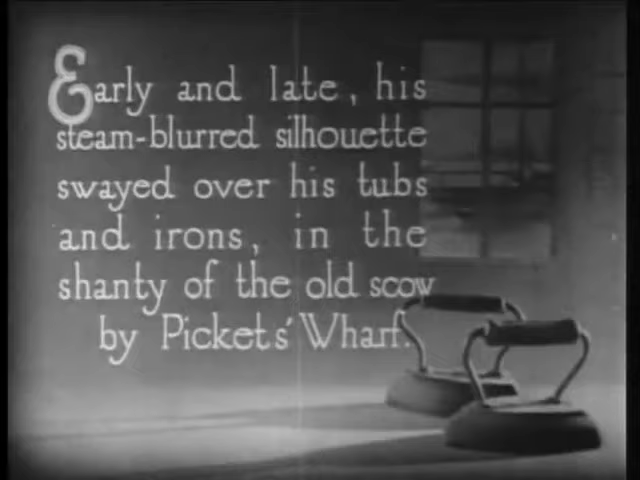 Early and late, his
steam-blurred silhouette
swayed over his tubs
and irons, in the
shanty of the old scow
by Pickets' Wharf.